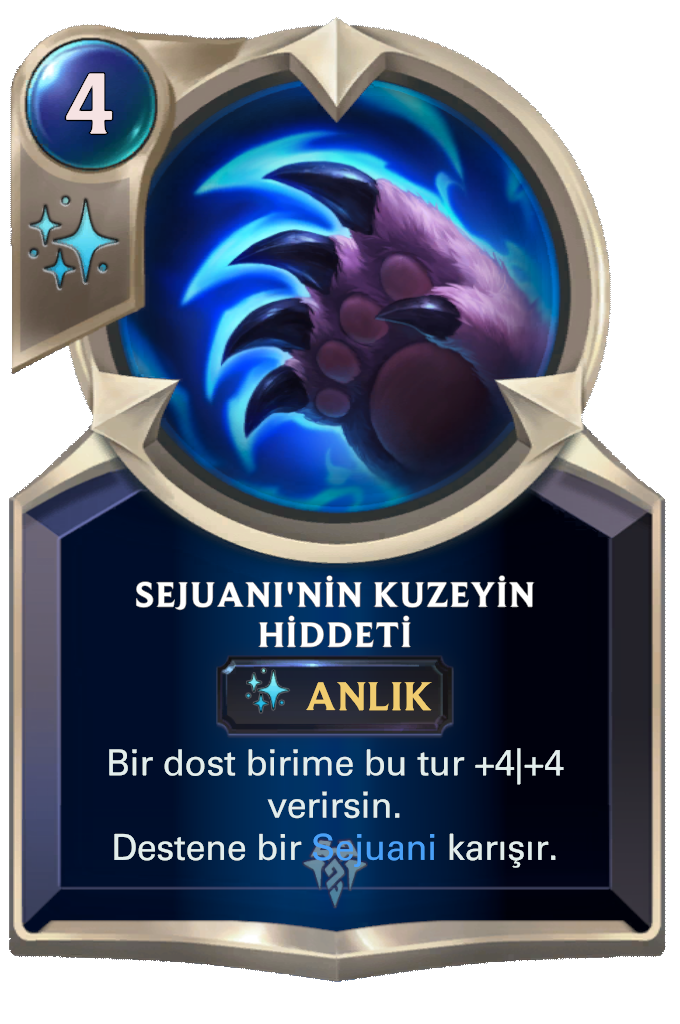 4
SEJUANI'NİN KUZEYİN
HİDDETİ
ANLIK
Bir dost birime bu tur +4|+4
verirsin.
Destene bir Sejuani karışır.